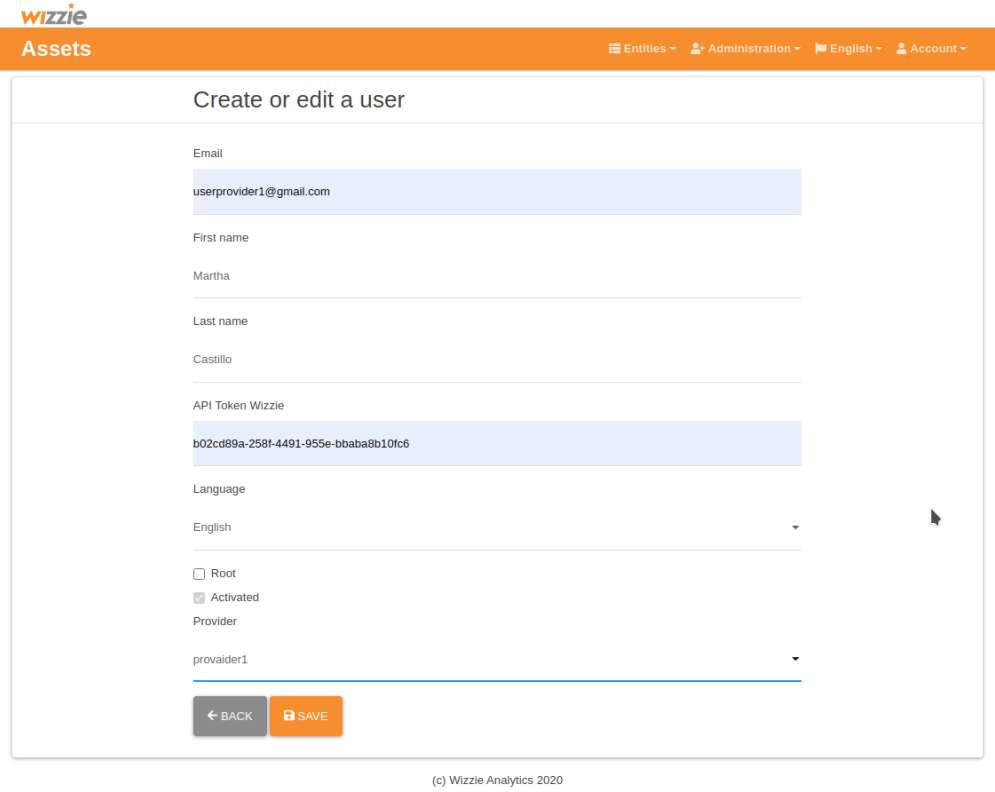 wizzie
Assets
Entities
Administration
English
Account
Create or edit a user
Email
userprovider1@gmail.com
First name
Martha
Last name
Castillo
API Token Wizzie
b02cd89a-258f-4491-955e-bbaba8b10fc6
Language
English
Root
Activated
Provider
provaider1
BACK
SAVE
(c) Wizzie Analytics 2020